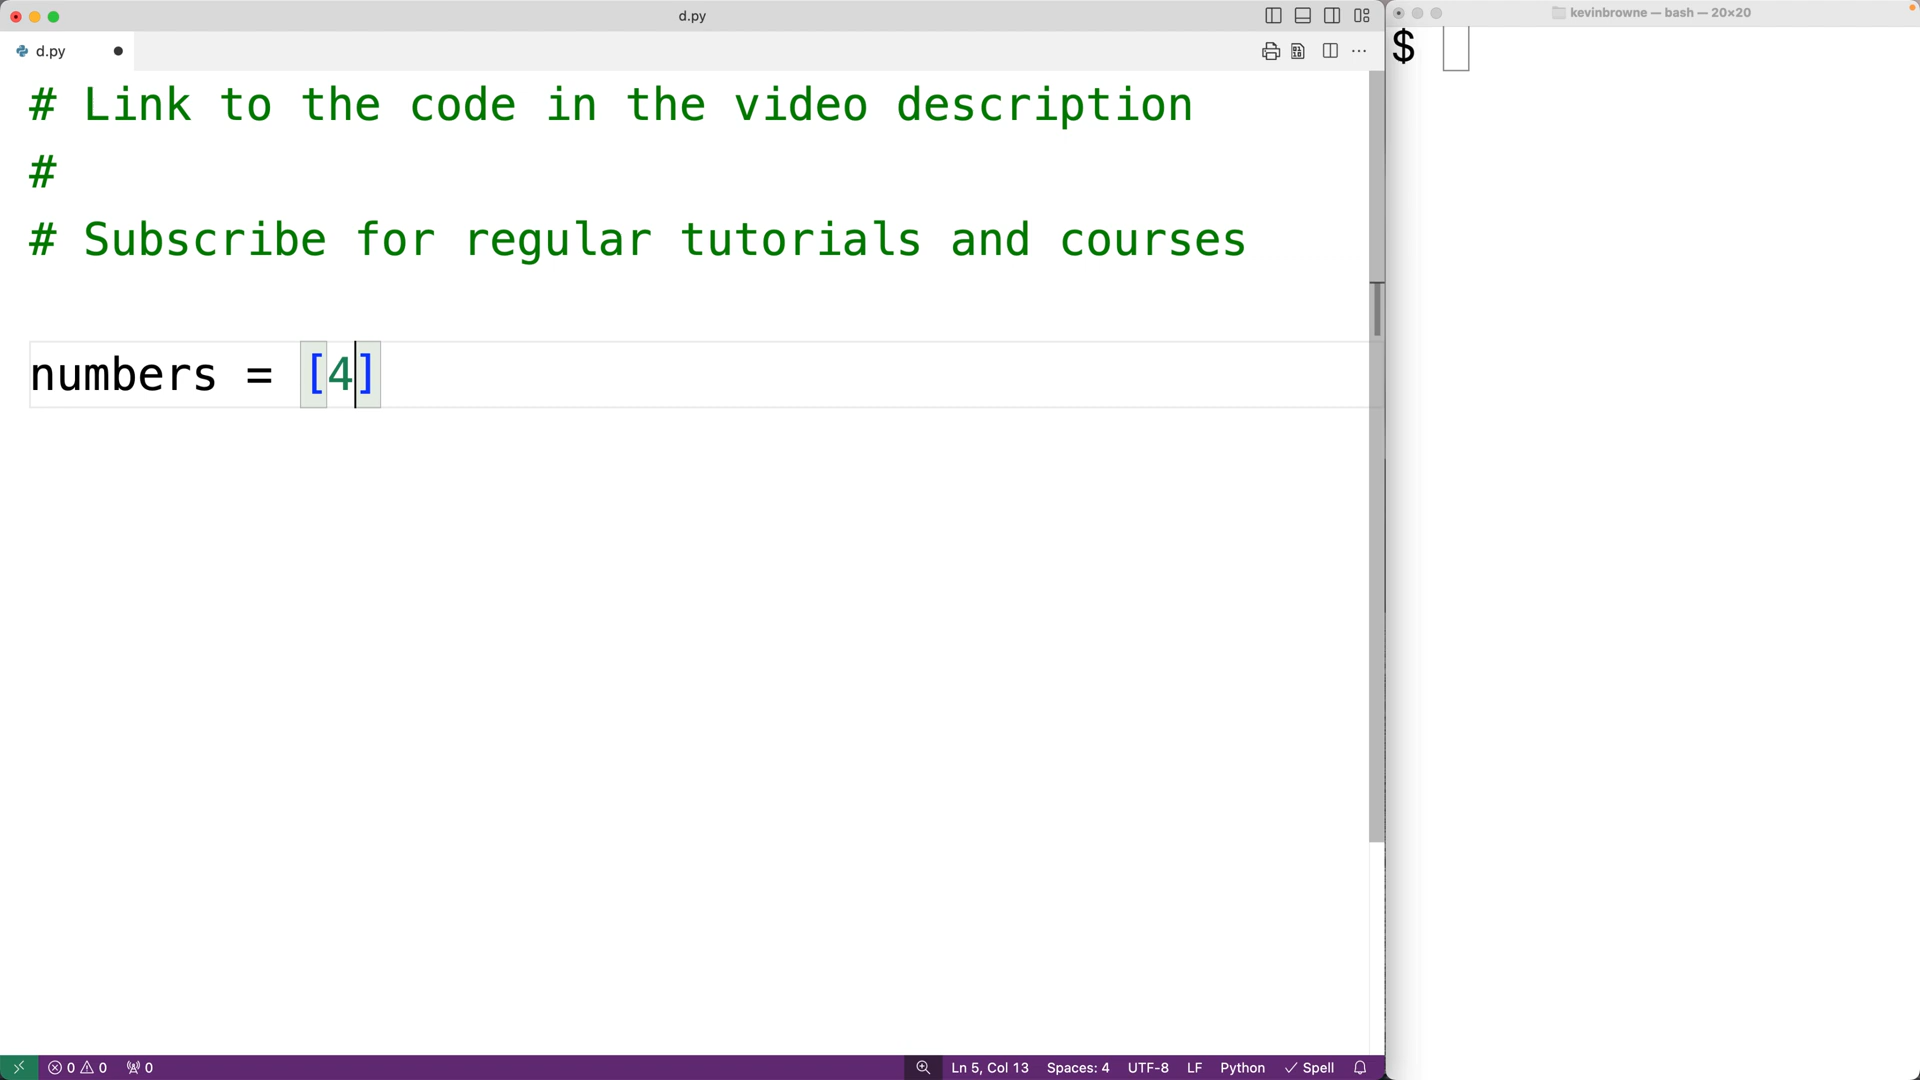 d.py
kevinbrowne — bash — 20×20
d.py
# Link to the code in the video description
#
# Subscribe for regular tutorials and courses
numbers = [4]
$
0 0 0
Ln 5, Col 13 Spaces: 4 UTF-8 LF Python Spell